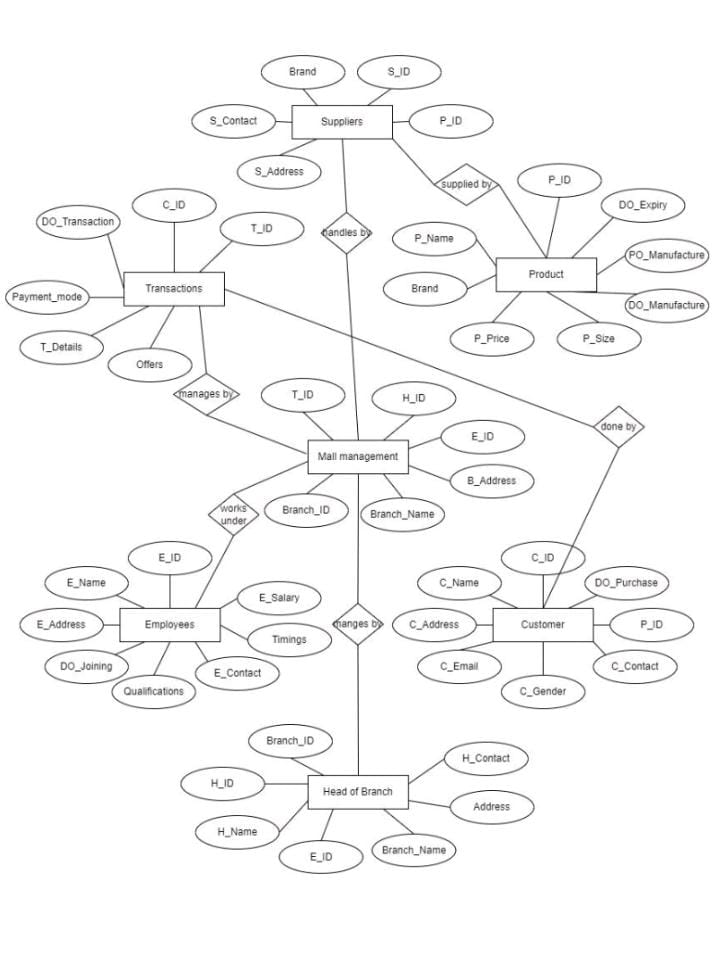 Brand
S_ID
S_Contact
Suppliers
P_ID
S_Address
supplied by
P_ID
C_ID
DO_Expiry
DO_Transaction
T_ID
handles by
P_Name
PO_Manufacture
Product
Transactions
Brand
Payment_mode
DO_Manufacture
T_Details
P_Price
P_Size
Offers
manages by
T_ID
H_ID
done by
E_ID
Mall management
B_Address
Branch_ID
Branch_Name
works
under
E_ID
C_ID
E_Name
C_Name
DO_Purchase
E_Salary
E_Address
Employees
manges by
C_Address
Customer
P_ID
Timings
DO_Joining
E_Contact
C_Email
C_Contact
Qualifications
C_Gender
Branch_ID
H_Contact
H_ID
Head of Branch
Address
H_Name
Branch_Name
E_ID